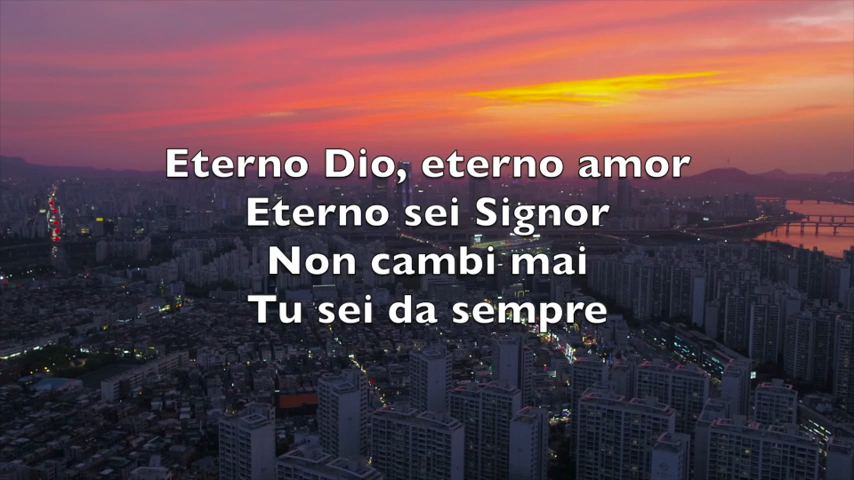 Eterno Dio, eterno amor
Eterno sei Signor
Non cambi mai
Tu sei da sempre